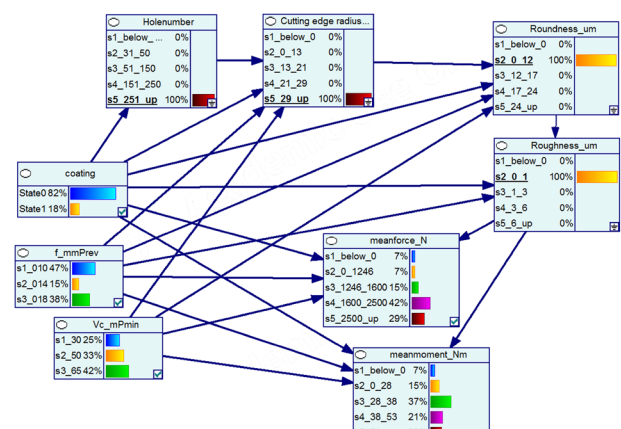 Holenumber
s1_below_ ... 0%
s2_31_50 0%
s3_51_150 0%
s4_151_250 0%
s5_251_up 100%
Cutting edge radius...
s1_below_0 0%
s2_0_13 0%
s3_13_21 0%
s4_21_29 0%
s5_29_up 100%
Roundness_um
s1_below_0 0%
s2_0_12 100%
s3_12_17 0%
s4_17_24 0%
s5_24_up 0%
Roughness_um
s1_below_0 0%
s2_0_1 100%
s3_1_3 0%
s4_3_6 0%
s5_6_up 0%
coating
State0 82%
State1 18%
f_mmPrev
s1_010 47%
s2_014 15%
s3_018 38%
meanforce_N
s1_below_0 7%
s2_0_1246 7%
s3_1246_1600 15%
s4_1600_2500 42%
s5_2500_up 29%
Vc_mPmin
s1_30 25%
s2_50 33%
s3_65 42%
meanmoment_Nm
s1_below_0 7%
s2_0_28 15%
s3_28_38 37%
s4_38_53 21%